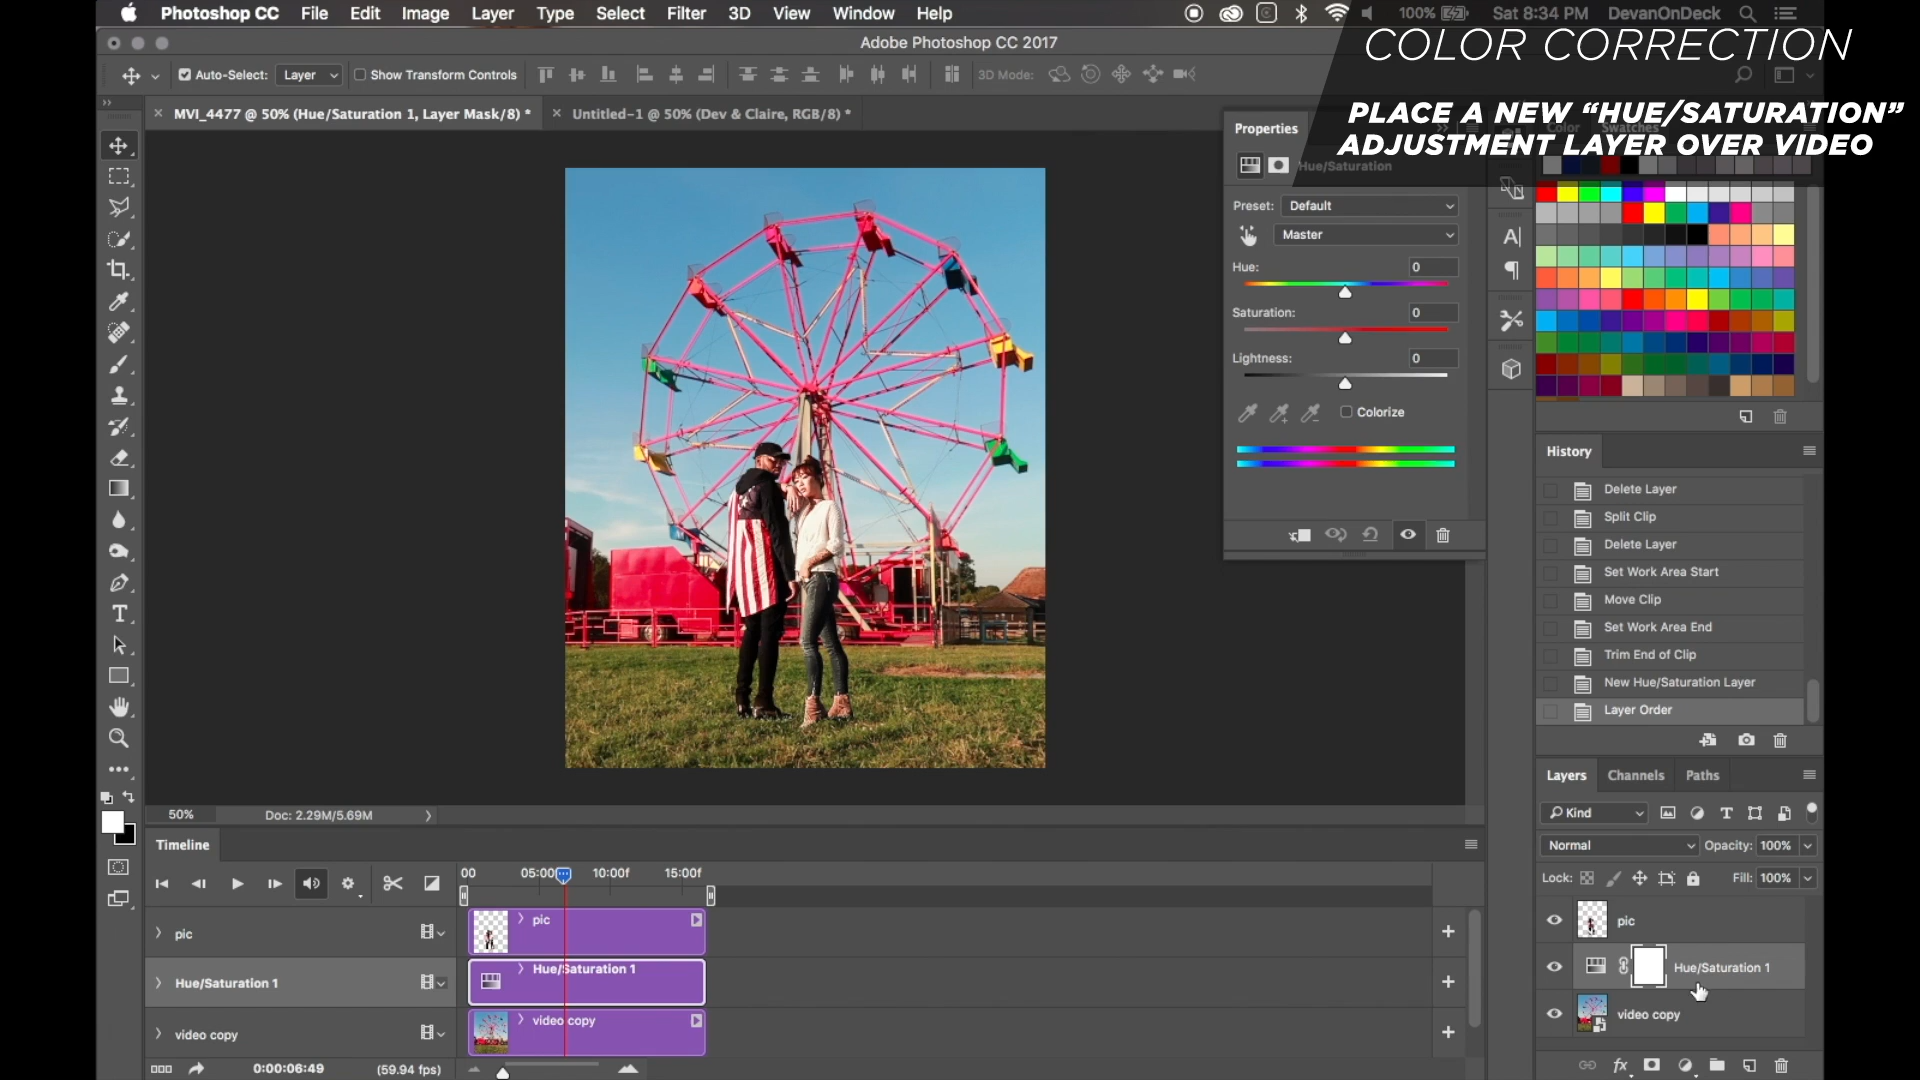 Photoshop CC File Edit Image Layer Type Select Filter 3D View Window Help
100% Sat 8:34 PM DevanOnDeck
COLOR CORRECTION
Adobe Photoshop CC 2017
Auto-Select: Layer Show Transform Controls 3D Mode:
PLACE A NEW “HUE/SATURATION”
ADJUSTMENT LAYER OVER VIDEO
MVI_4477 @ 50% (Hue/Saturation 1, Layer Mask/8) *
Untitled-1 @ 50% (Dev & Claire, RGB/8) *
Properties
Color Swatches
Hue/Saturation
Preset: Default
Master
Hue: 0
Saturation: 0
Lightness: 0
Colorize
History
Delete Layer
Split Clip
Delete Layer
Set Work Area Start
Move Clip
Set Work Area End
Trim End of Clip
New Hue/Saturation Layer
Layer Order
Layers Channels Paths
Kind
Normal Opacity: 100%
Lock: Fill: 100%
pic
Hue/Saturation 1
video copy
fx
50% Doc: 2.29M/5.69M
Timeline
00 05:00 10:00f 15:00f
pic
pic
Hue/Saturation 1
Hue/Saturation 1
video copy
video copy
0:00:06:49 (59.94 fps)